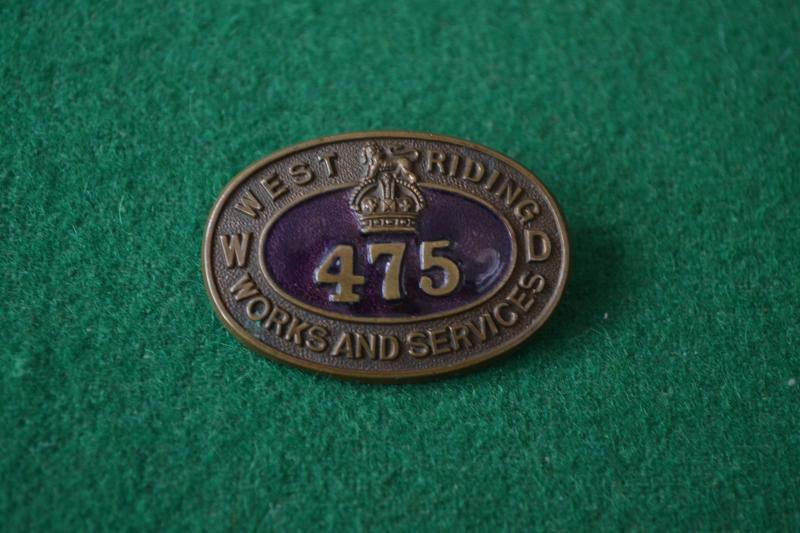 WEST RIDING
W D
475
WORKS AND SERVICES